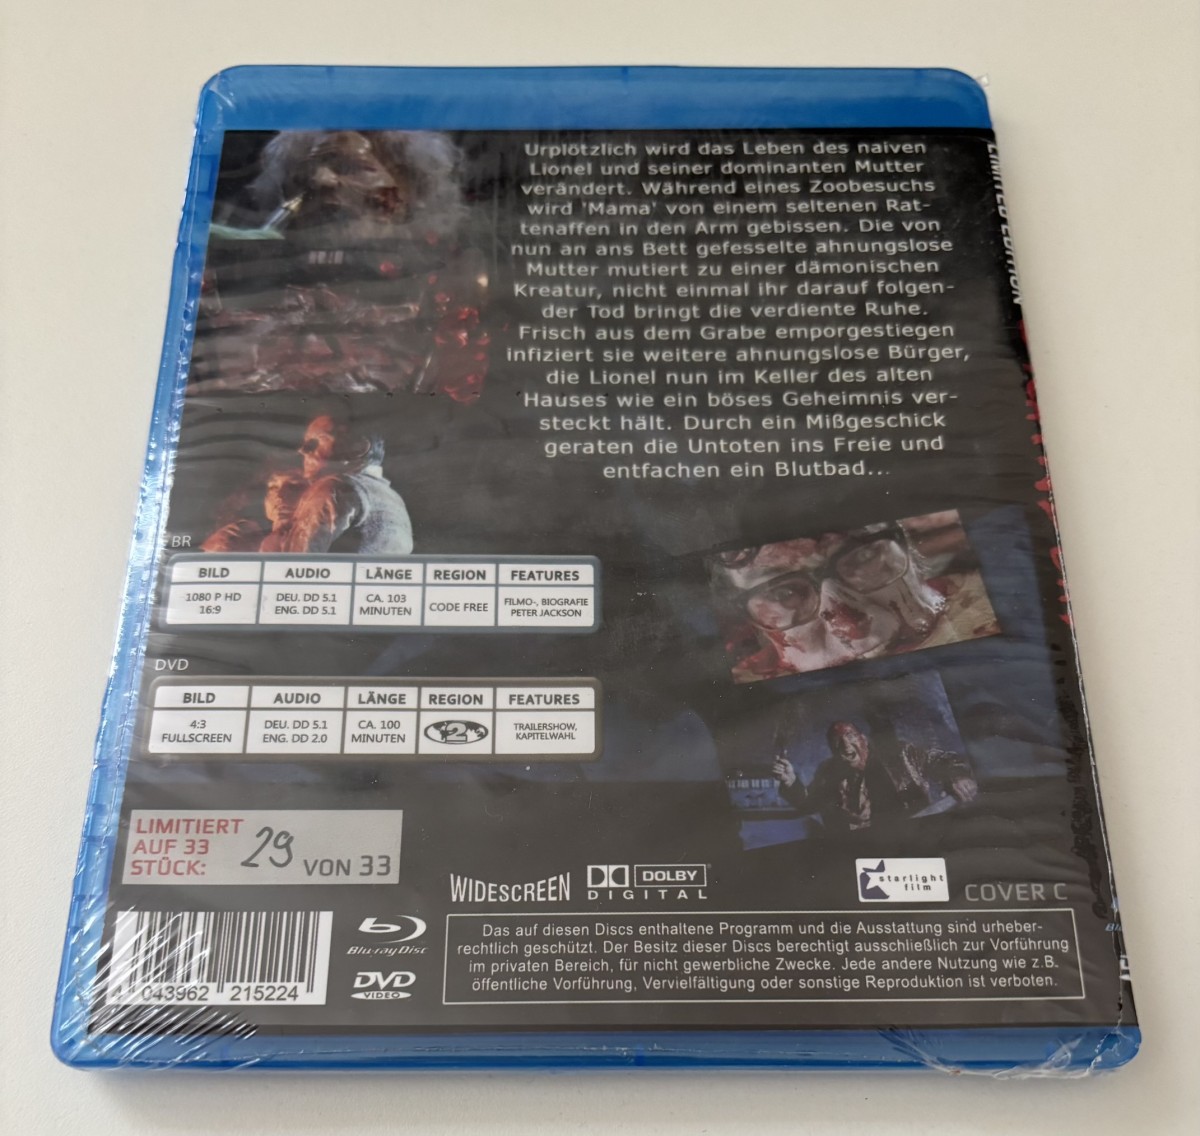 Urplötzlich wird das Leben des naiven
Lionel und seiner dominanten Mutter
verändert. Während eines Zoobesuchs
wird 'Mama' von einem seltenen Rat-
tenaffen in den Arm gebissen. Die von
nun an ans Bett gefesselte ahnungslose
Mutter mutiert zu einer dämonischen
Kreatur, nicht einmal ihr darauf folgen-
der Tod bringt die verdiente Ruhe.
Frisch aus dem Grabe emporgestiegen
infiziert sie weitere ahnungslose Bürger,
die Lionel nun im Keller des alten
Hauses wie ein böses Geheimnis ver-
steckt hält. Durch ein Mißgeschick
geraten die Untoten ins Freie und
entfachen ein Blutbad...
LIMITED EDITION
BR
BILD AUDIO LÄNGE REGION FEATURES
1080 P HD 16:9 DEU. DD 5.1 ENG. DD 5.1 CA. 103 MINUTEN CODE FREE FILMO-, BIOGRAFIE PETER JACKSON
DVD
BILD AUDIO LÄNGE REGION FEATURES
4:3 FULLSCREEN DEU. DD 5.1 ENG. DD 2.0 CA. 100 MINUTEN 2 TRAILERSHOW, KAPITELWAHL
LIMITIERT
AUF 33
STÜCK: 29 VON 33
WIDESCREEN
DOLBY
DIGITAL
starlight
film
COVER C
4 043962 215224
Blu-ray Disc
DVD
VIDEO
Das auf diesen Discs enthaltene Programm und die Ausstattung sind urheber-
rechtlich geschützt. Der Besitz dieser Discs berechtigt ausschließlich zur Vorführung
im privaten Bereich, für nicht gewerbliche Zwecke. Jede andere Nutzung wie z.B.
öffentliche Vorführung, Vervielfältigung oder sonstige Reproduktion ist verboten.